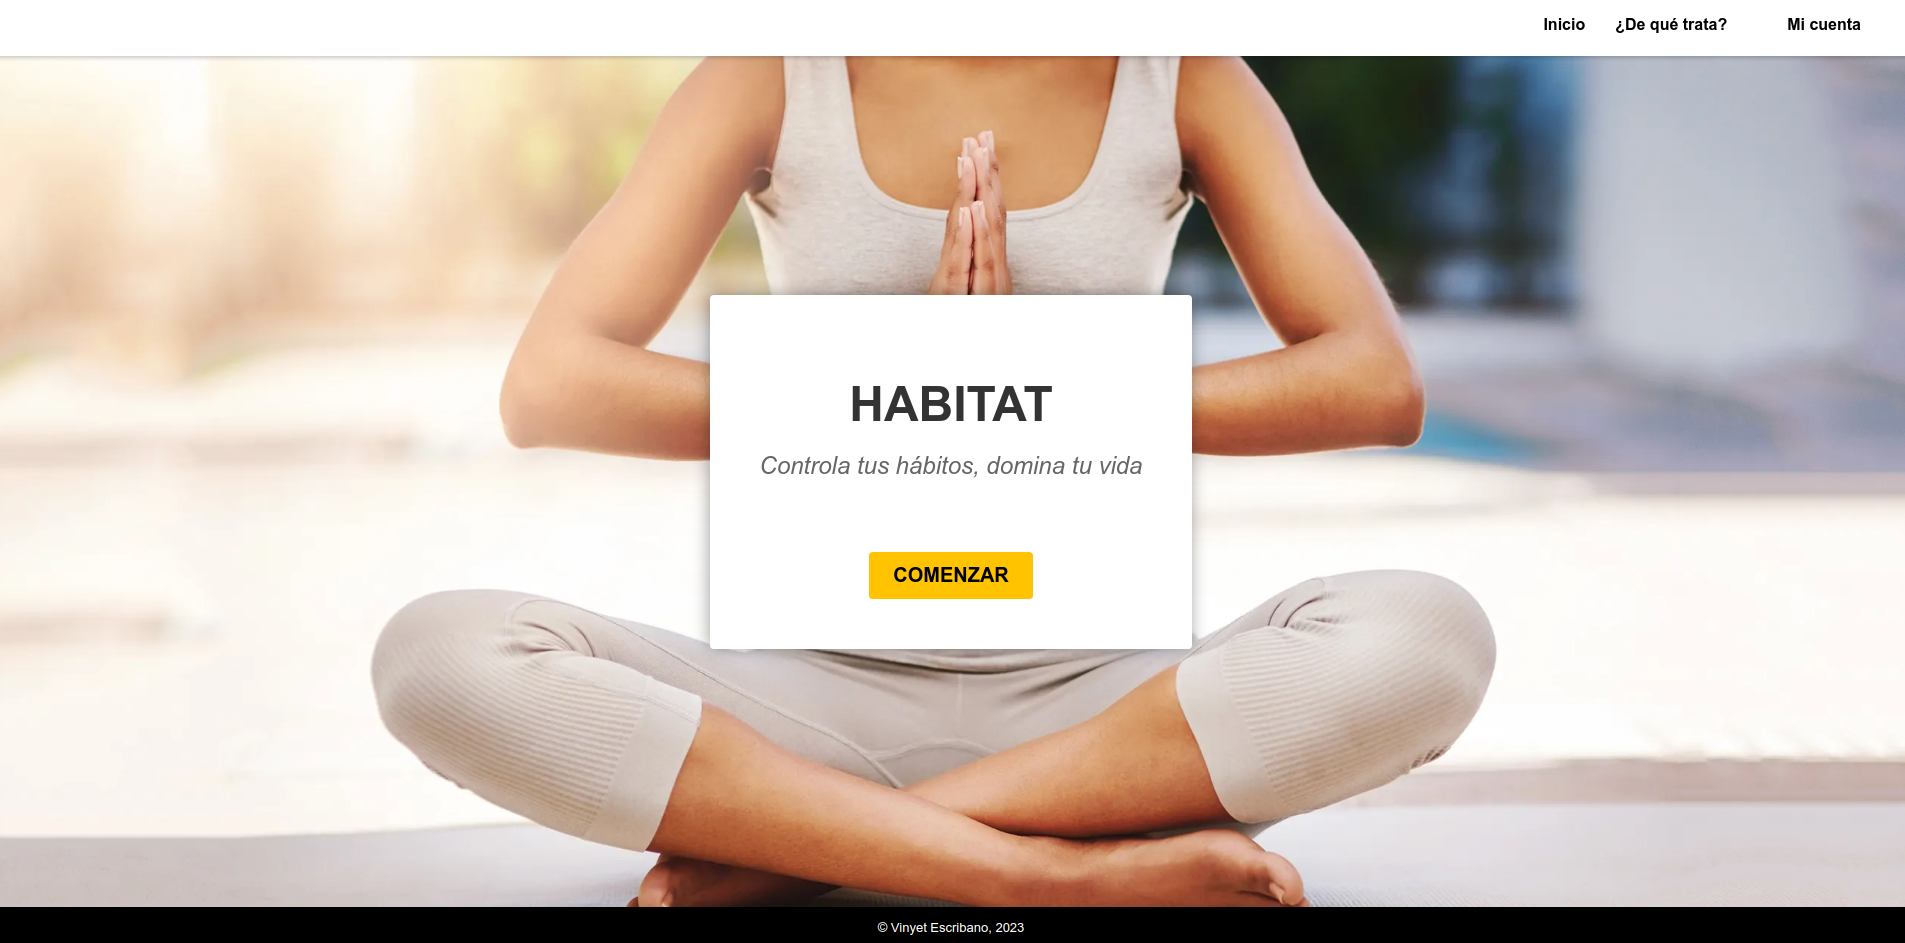 Inicio ¿De qué trata? Mi cuenta
HABITAT
Controla tus hábitos, domina tu vida
COMENZAR
© Vinyet Escribano, 2023